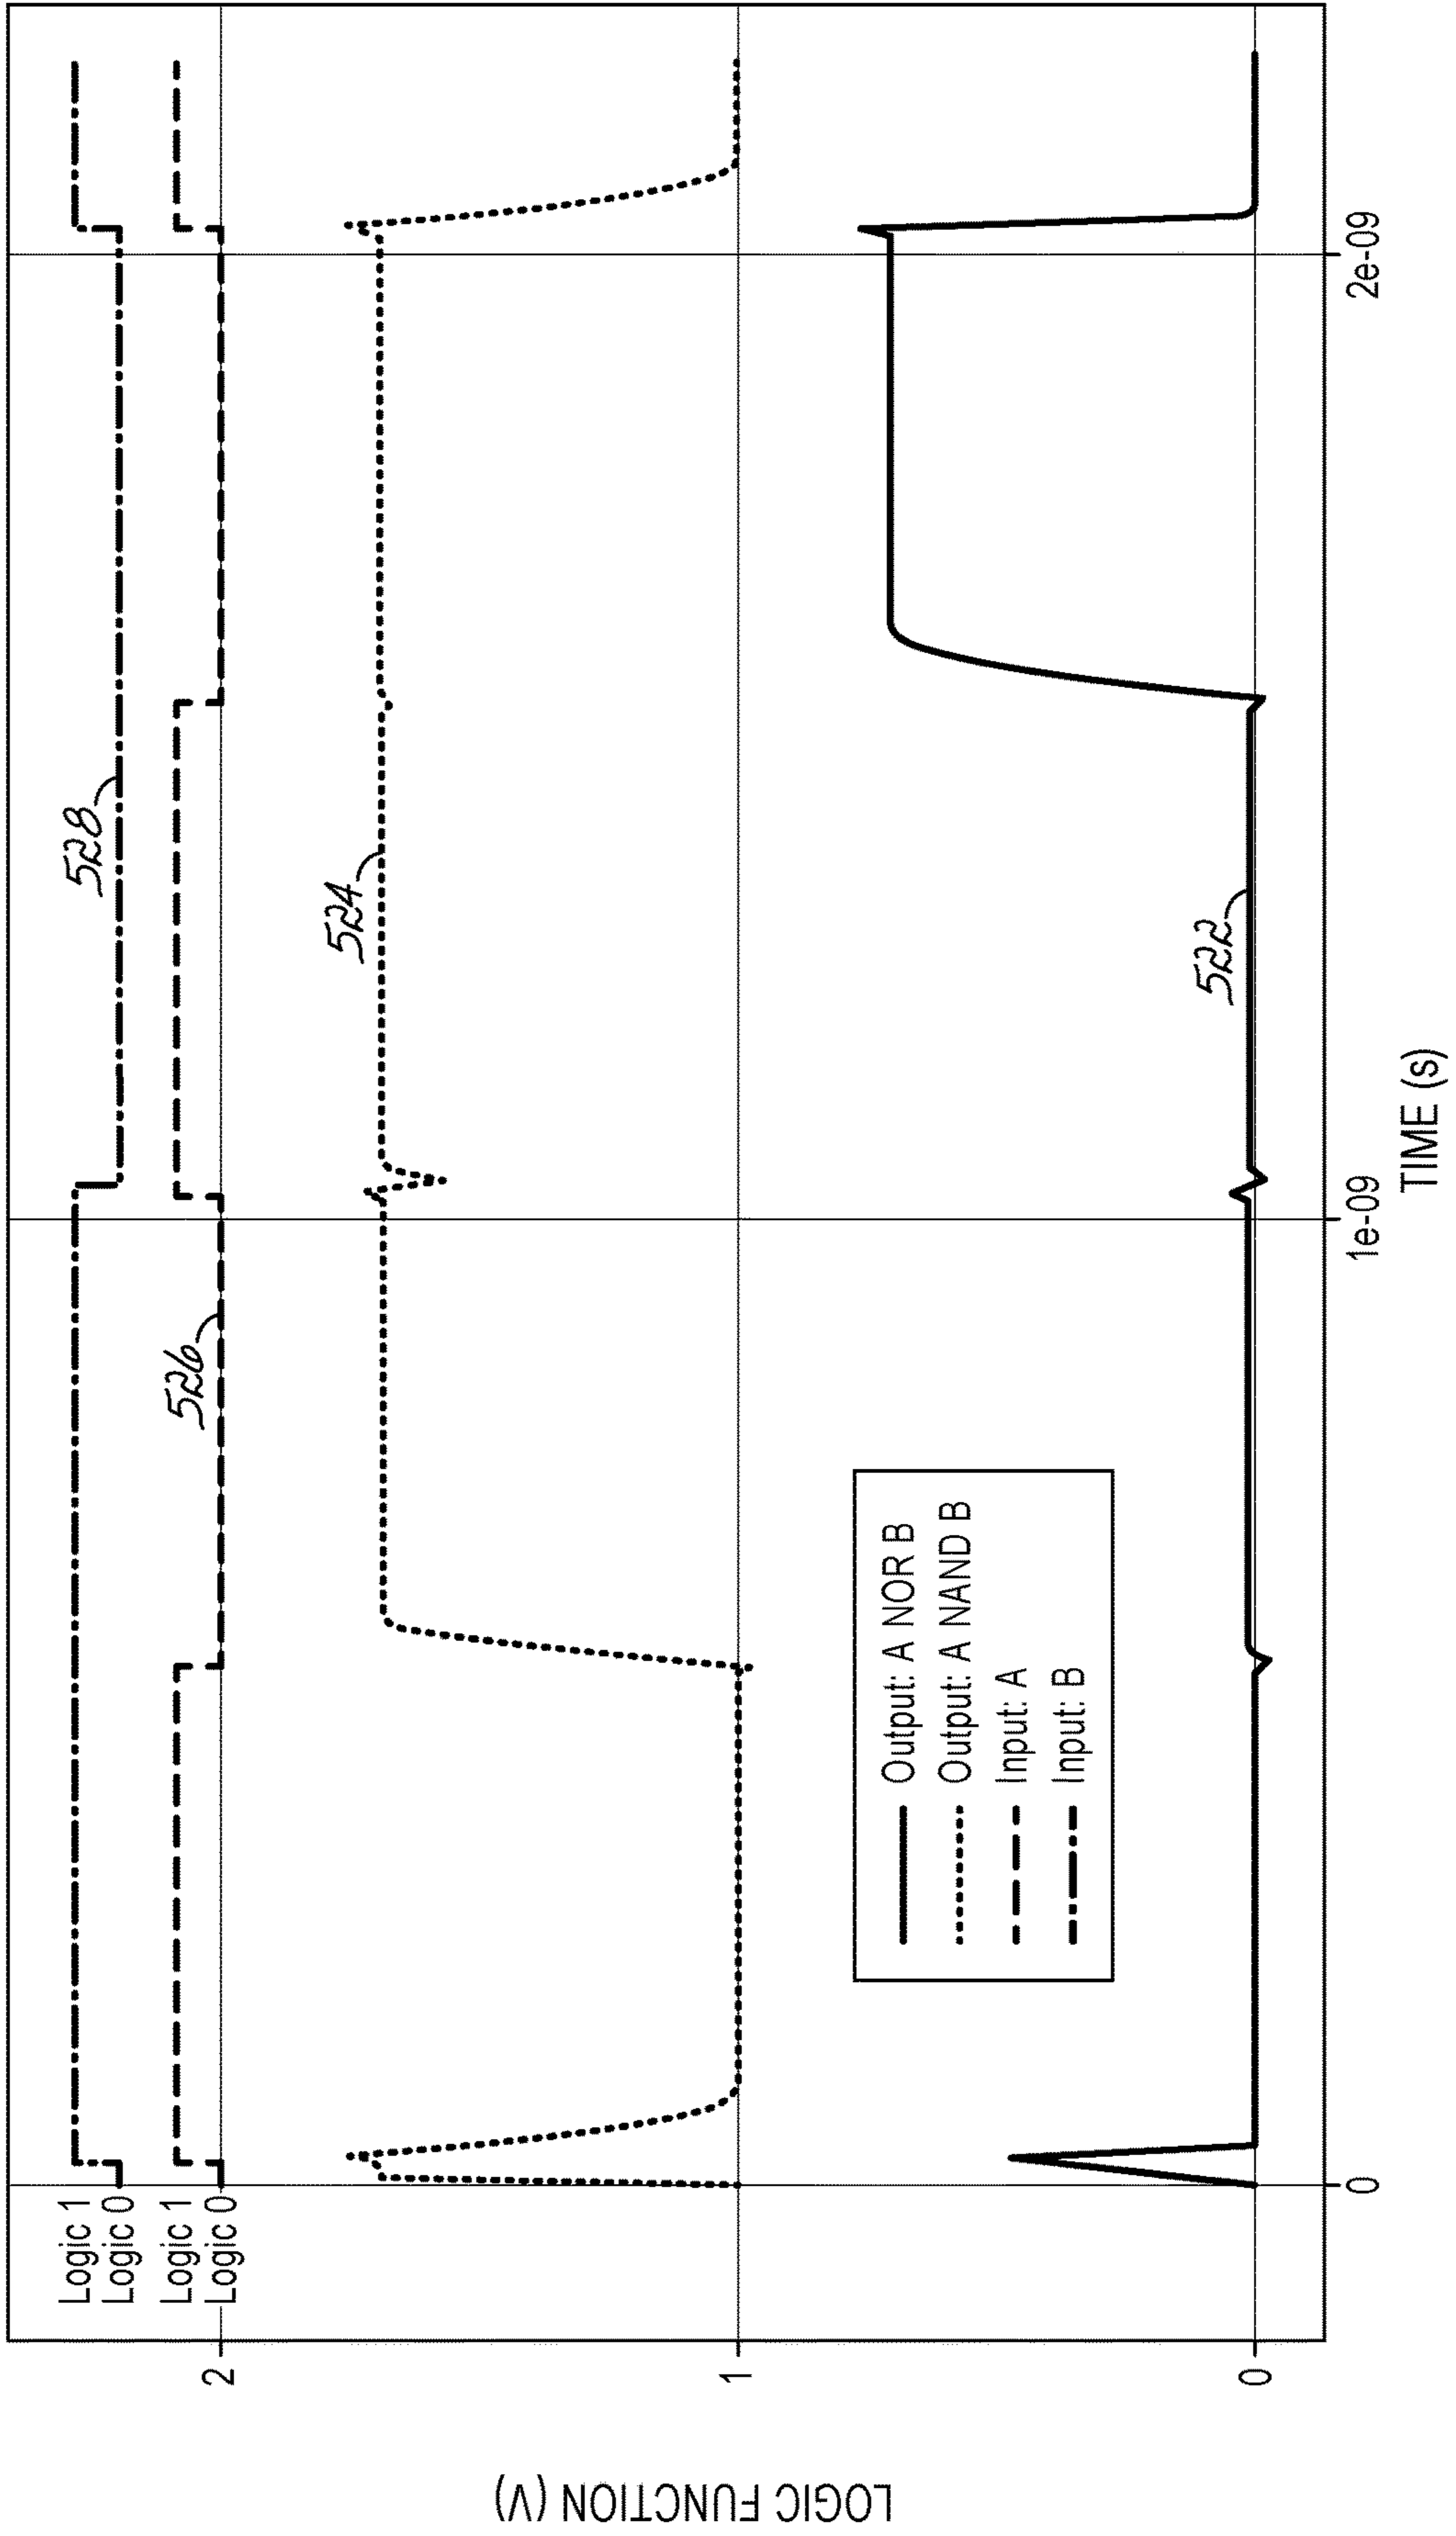 Logic 1
Logic 0
Logic 1
Logic 0
2
1
0
LOGIC FUNCTION (V)
528
526
524
522
Output: A NOR B
Output: A NAND B
Input: A
Input: B
0
1e-09
2e-09
TIME (s)